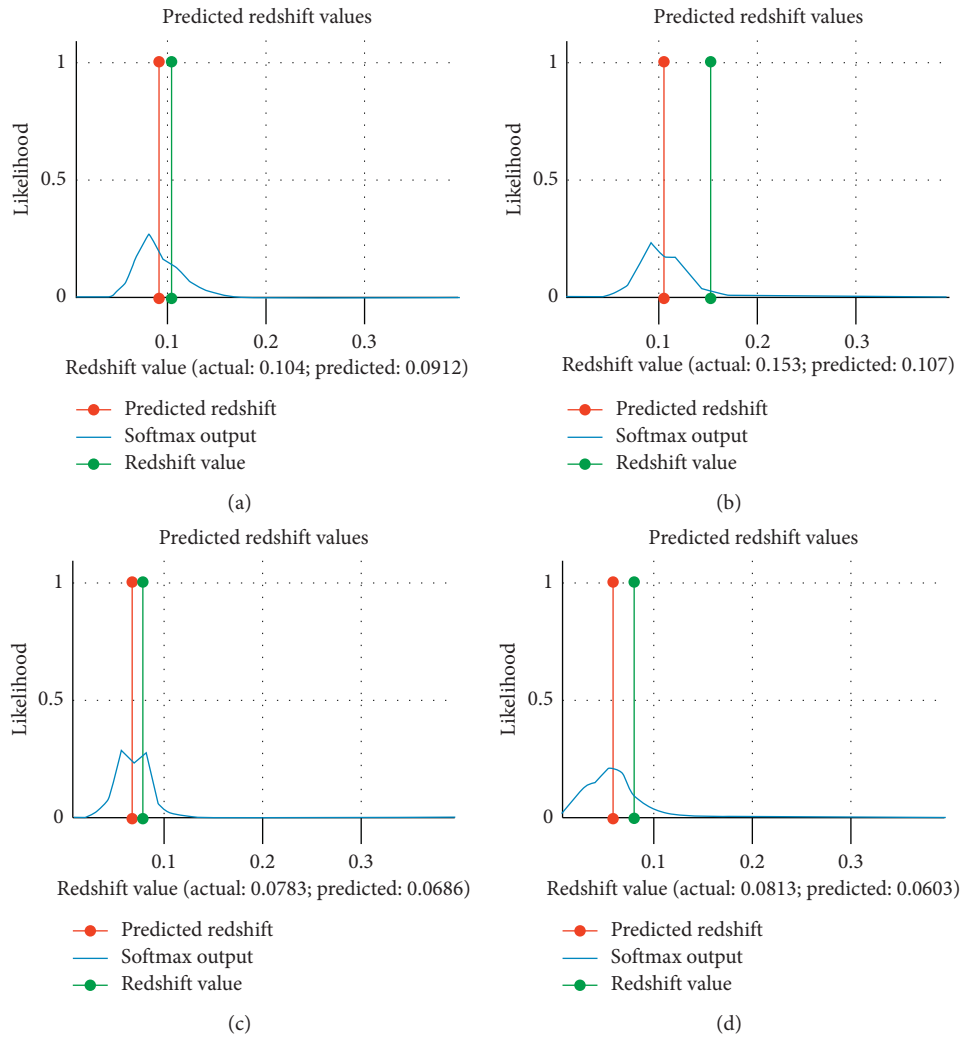 Predicted redshift values
1
0.5
0
Likelihood
0.1 0.2 0.3
Redshift value (actual: 0.104; predicted: 0.0912)
Predicted redshift
Softmax output
Redshift value
(a)
Predicted redshift values
1
0.5
0
Likelihood
0.1 0.2 0.3
Redshift value (actual: 0.153; predicted: 0.107)
Predicted redshift
Softmax output
Redshift value
(b)
Predicted redshift values
1
0.5
0
Likelihood
0.1 0.2 0.3
Redshift value (actual: 0.0783; predicted: 0.0686)
Predicted redshift
Softmax output
Redshift value
(c)
Predicted redshift values
1
0.5
0
Likelihood
0.1 0.2 0.3
Redshift value (actual: 0.0813; predicted: 0.0603)
Predicted redshift
Softmax output
Redshift value
(d)